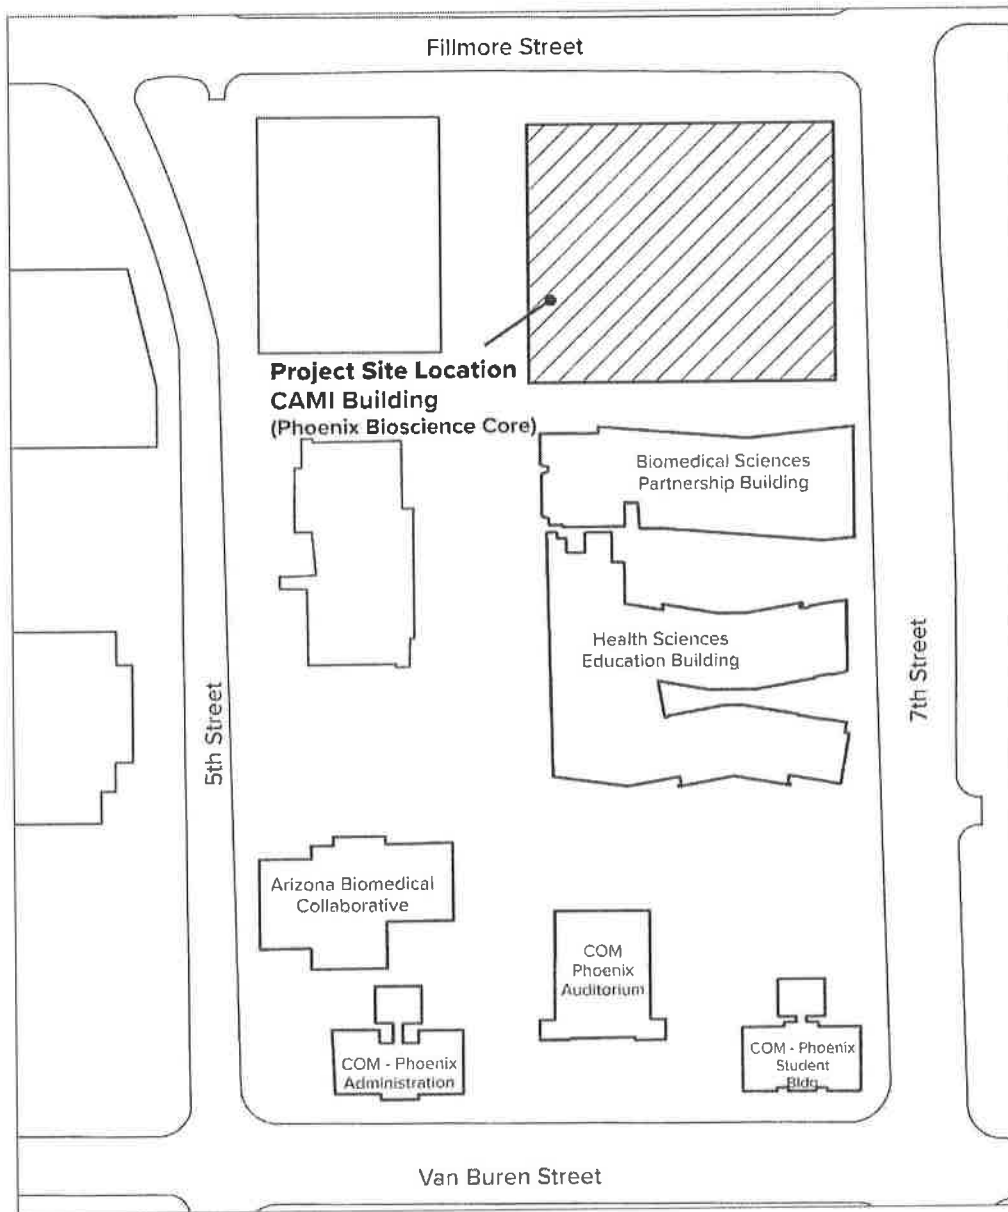 Fillmore Street
Project Site Location
CAMI Building
(Phoenix Bioscience Core)
Biomedical Sciences
Partnership Building
Health Sciences
Education Building
5th Street
7th Street
Arizona Biomedical
Collaborative
COM
Phoenix
Auditorium
COM - Phoenix
Administration
COM - Phoenix
Student
Bldg
Van Buren Street